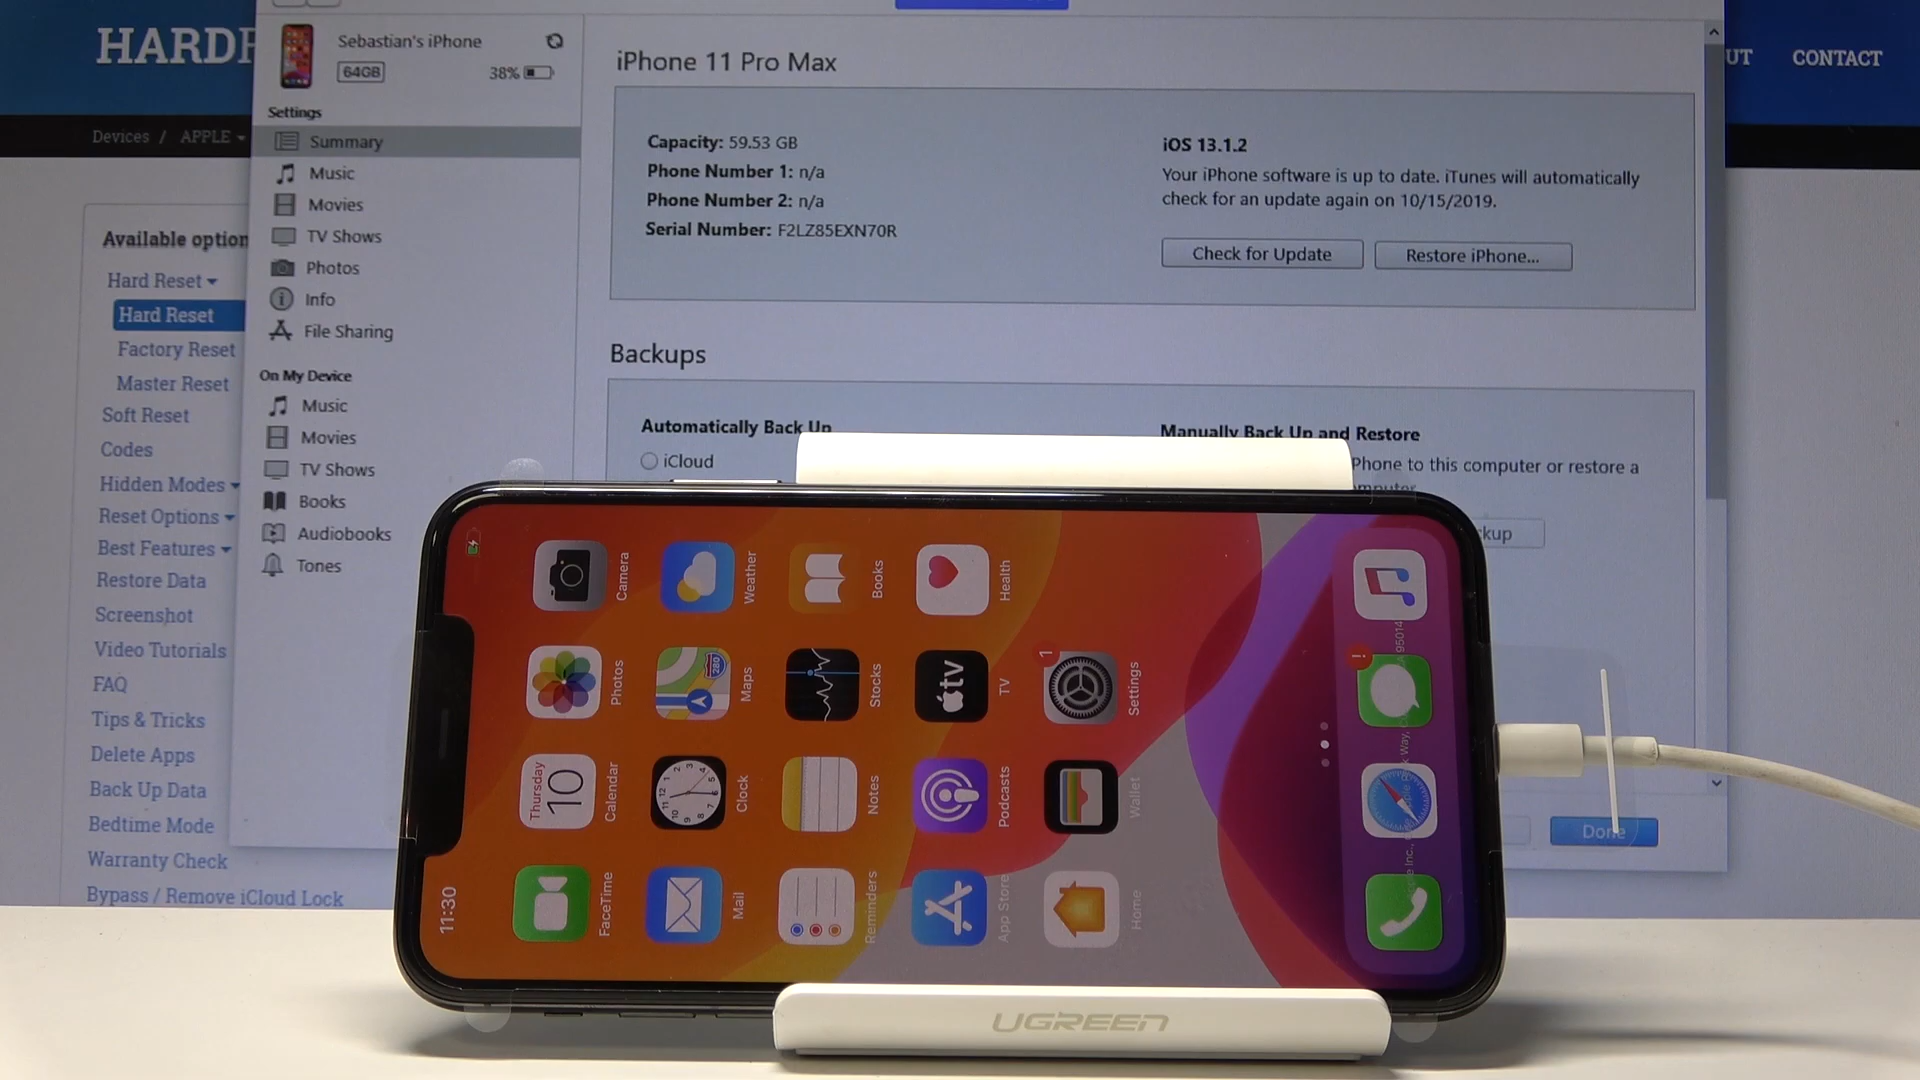 HARDR
UT
CONTACT
Devices / APPLE
Available option
Hard Reset
Hard Reset
Factory Reset
Master Reset
Soft Reset
Codes
Hidden Modes
Reset Options
Best Features
Restore Data
Screenshot
Video Tutorials
FAQ
Tips & Tricks
Delete Apps
Back Up Data
Bedtime Mode
Warranty Check
Bypass / Remove iCloud Lock
Sebastian's iPhone
64GB
38%
Settings
Summary
Music
Movies
TV Shows
Photos
Info
File Sharing
On My Device
Music
Movies
TV Shows
Books
Audiobooks
Tones
iPhone 11 Pro Max
Capacity: 59.53 GB
Phone Number 1: n/a
Phone Number 2: n/a
Serial Number: F2LZ85EXN70R
iOS 13.1.2
Your iPhone software is up to date. iTunes will automatically
check for an update again on 10/15/2019.
Check for Update
Restore iPhone...
Backups
Automatically Back Up
iCloud
Manually Back Up and Restore
Phone to this computer or restore a
kup
Done
11:30
FaceTime
Thursday
10
Calendar
Photos
Camera
Mail
Clock
280
Maps
Weather
Reminders
Notes
Stocks
Books
App Store
Podcasts
tv
TV
Health
Home
Wallet
1
Settings
!
UGREEN